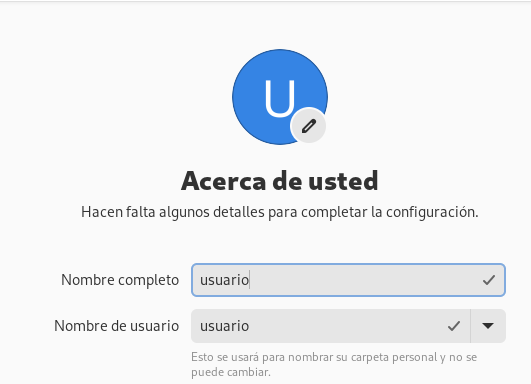 U
Acerca de usted
Hacen falta algunos detalles para completar la configuración.
Nombre completo usuario
Nombre de usuario usuario
Esto se usará para nombrar su carpeta personal y no se
puede cambiar.